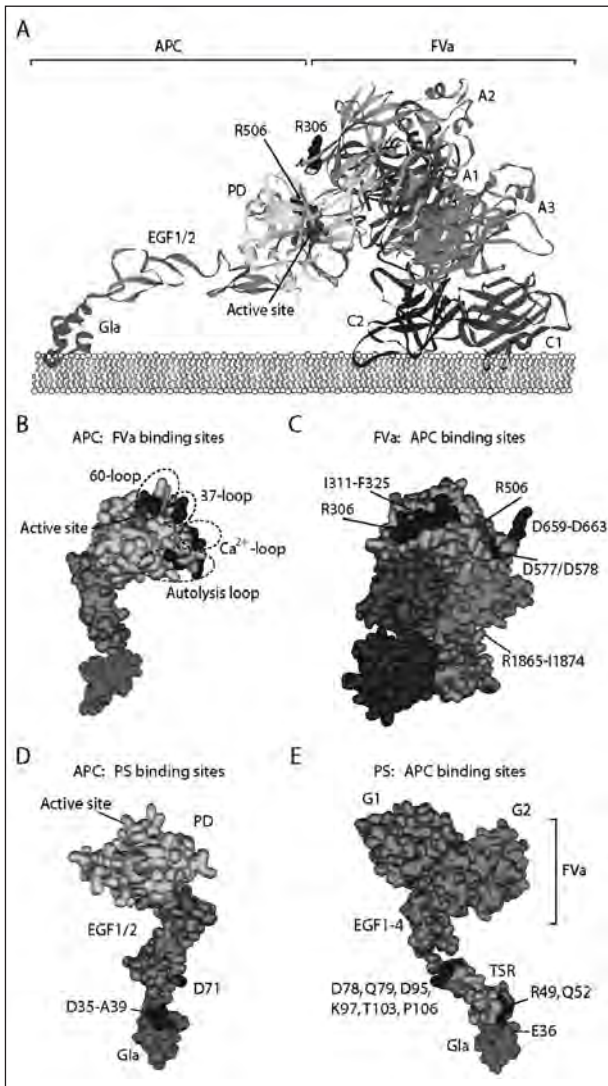 A
APC
FVa
A2
R506
R306
A1
PD
A3
EGF1/2
Active site
Gla
C2
C1
B
APC: FVa binding sites
60-loop
37-loop
Active site
Ca2+-loop
Autolysis loop
C
FVa: APC binding sites
I311-F325
R306
R506
D659-D663
D577/D578
R1865-I1874
D
APC: PS binding sites
Active site
PD
EGF1/2
D71
D35-A39
Gla
E
PS: APC binding sites
G1
G2
FVa
EGF1-4
TSR
D78, Q79, D95,
K97, T103, P106
R49, Q52
E36
Gla